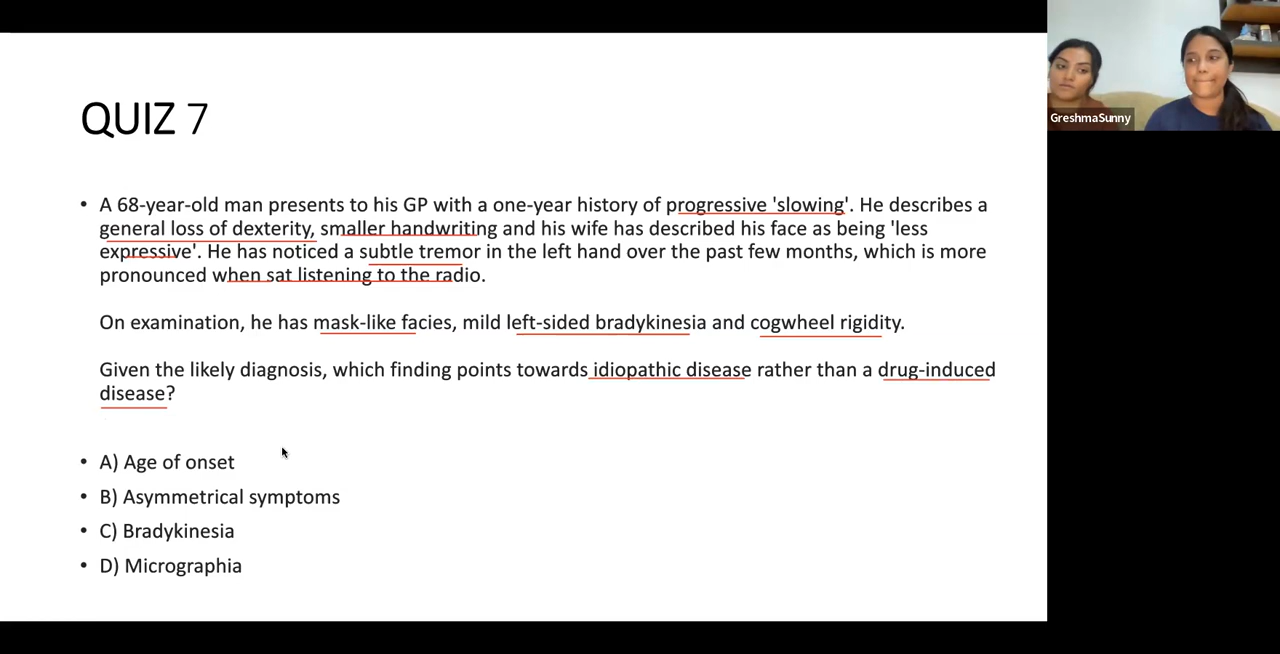 QUIZ 7
• A 68-year-old man presents to his GP with a one-year history of progressive 'slowing'. He describes a
general loss of dexterity, smaller handwriting and his wife has described his face as being 'less
expressive'. He has noticed a subtle tremor in the left hand over the past few months, which is more
pronounced when sat listening to the radio.
On examination, he has mask-like facies, mild left-sided bradykinesia and cogwheel rigidity.
Given the likely diagnosis, which finding points towards idiopathic disease rather than a drug-induced
disease?
• A) Age of onset
• B) Asymmetrical symptoms
• C) Bradykinesia
• D) Micrographia
GreshmaSunny